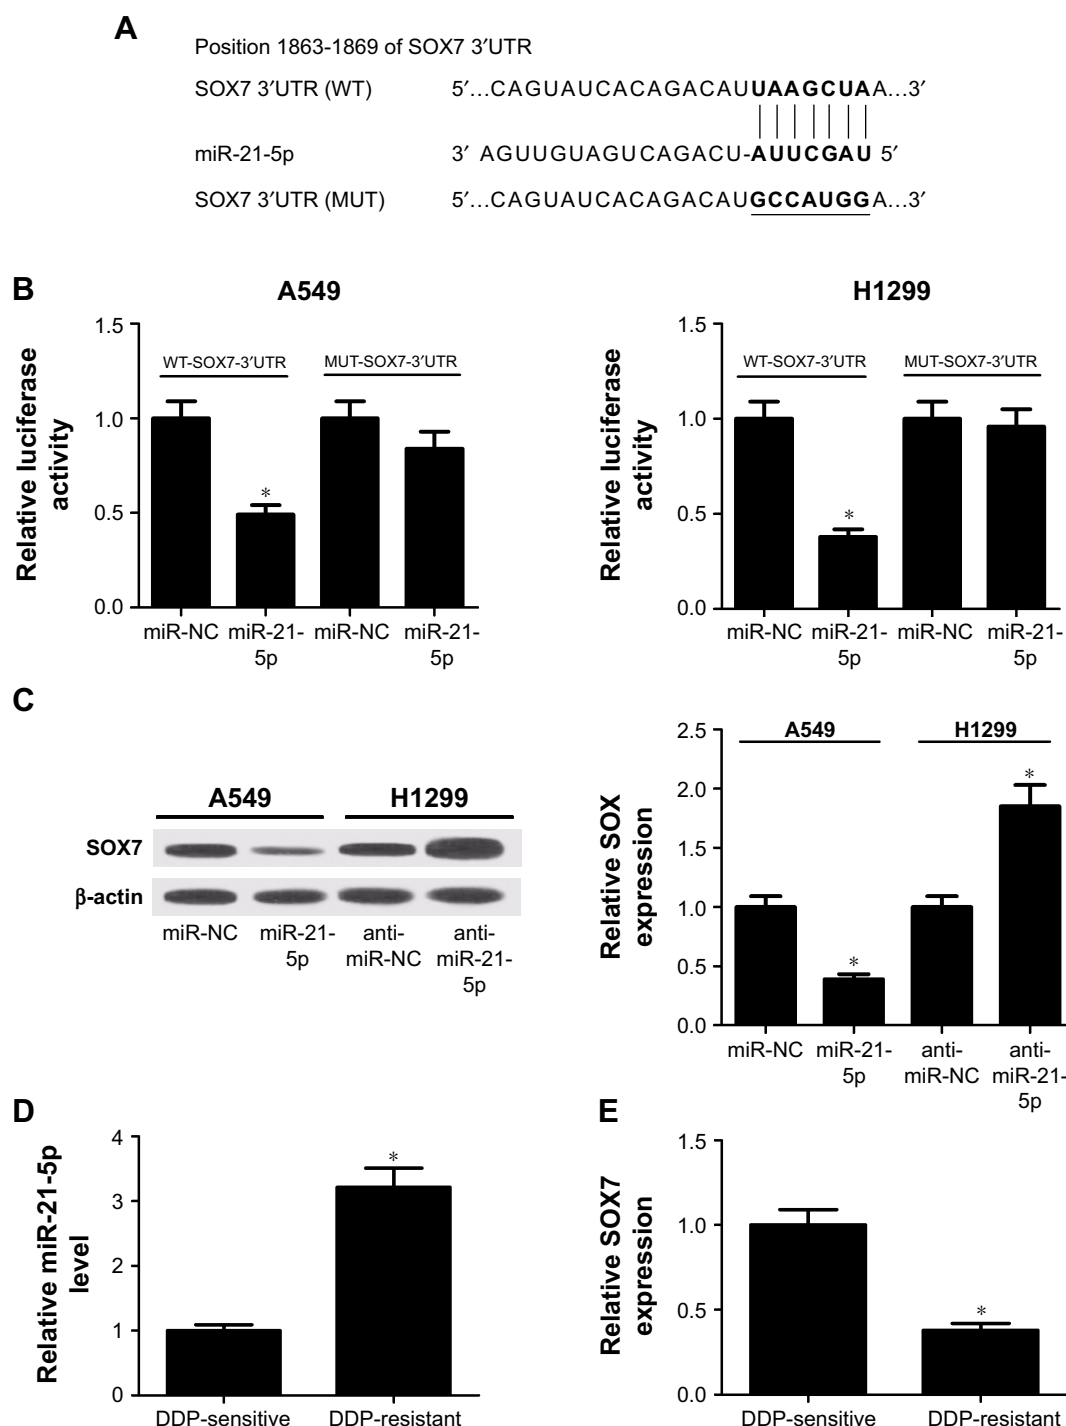 A
Position 1863-1869 of SOX7 3′UTR
SOX7 3′UTR (WT) 5′...CAGUAUCACAGACAUUAAGCUAA...3′
miR-21-5p 3′ AGUUGUAGUCAGACU-AUUCGAU 5′
SOX7 3′UTR (MUT) 5′...CAGUAUCACAGACAUGCCAUGGA...3′
B
A549
Relative luciferase
activity
1.5
1.0
0.5
0.0
WT-SOX7-3′UTR MUT-SOX7-3′UTR
*
miR-NC miR-21-5p miR-NC miR-21-5p
H1299
Relative luciferase
activity
1.5
1.0
0.5
0.0
WT-SOX7-3′UTR MUT-SOX7-3′UTR
*
miR-NC miR-21-5p miR-NC miR-21-5p
C
A549 H1299
SOX7
β-actin
miR-NC miR-21-5p anti-miR-NC anti-miR-21-5p
Relative SOX
expression
2.5
2.0
1.5
1.0
0.5
0.0
A549 H1299
*
*
miR-NC miR-21-5p anti-miR-NC anti-miR-21-5p
D
Relative miR-21-5p
level
4
3
2
1
0
*
DDP-sensitive DDP-resistant
E
Relative SOX7
expression
1.5
1.0
0.5
0.0
*
DDP-sensitive DDP-resistant